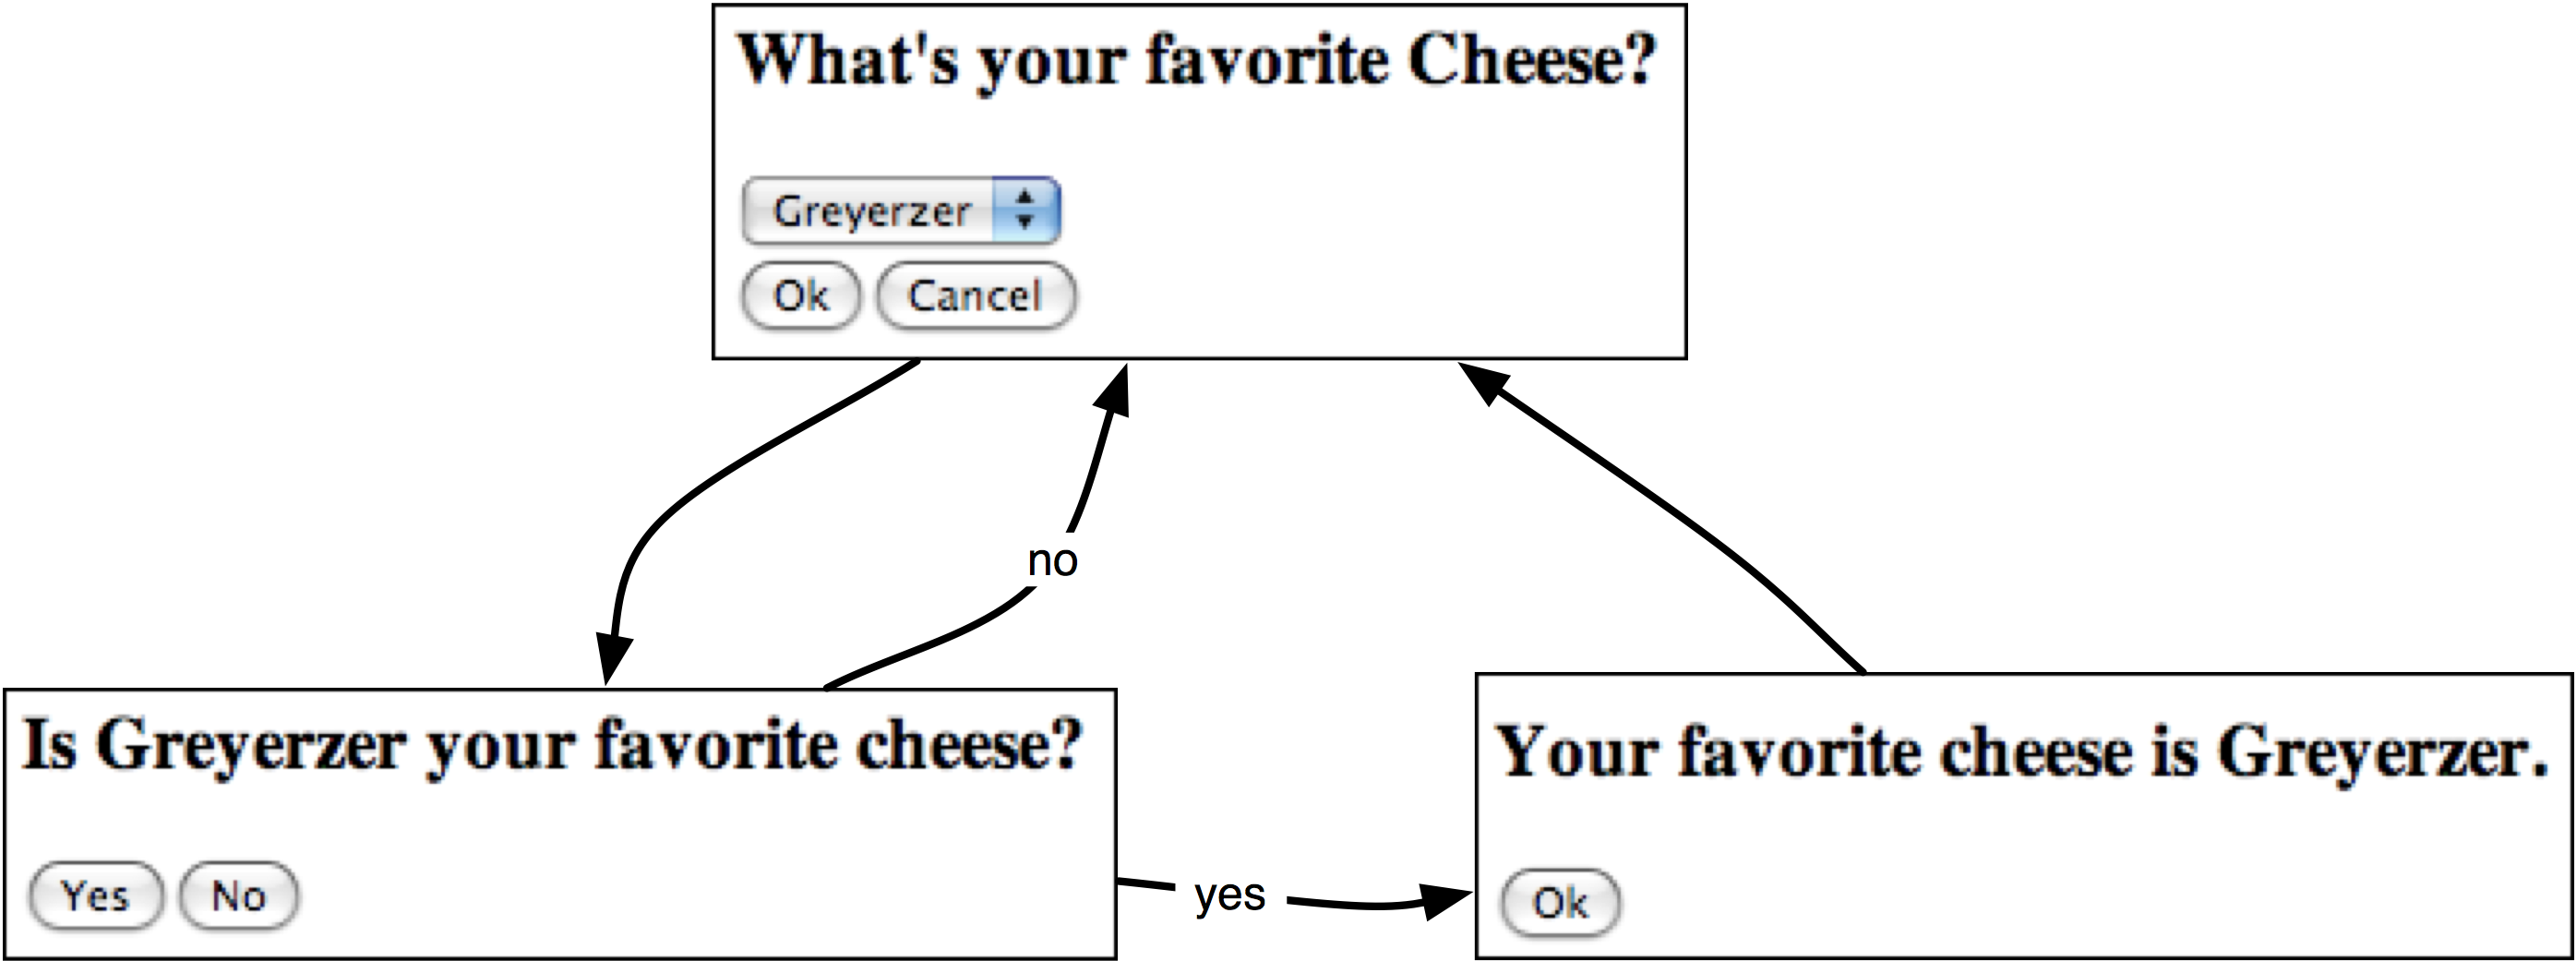 What's your favorite Cheese?
Greyerzer
Ok Cancel
no
Is Greyerzer your favorite cheese?
Yes No
yes
Your favorite cheese is Greyerzer.
Ok